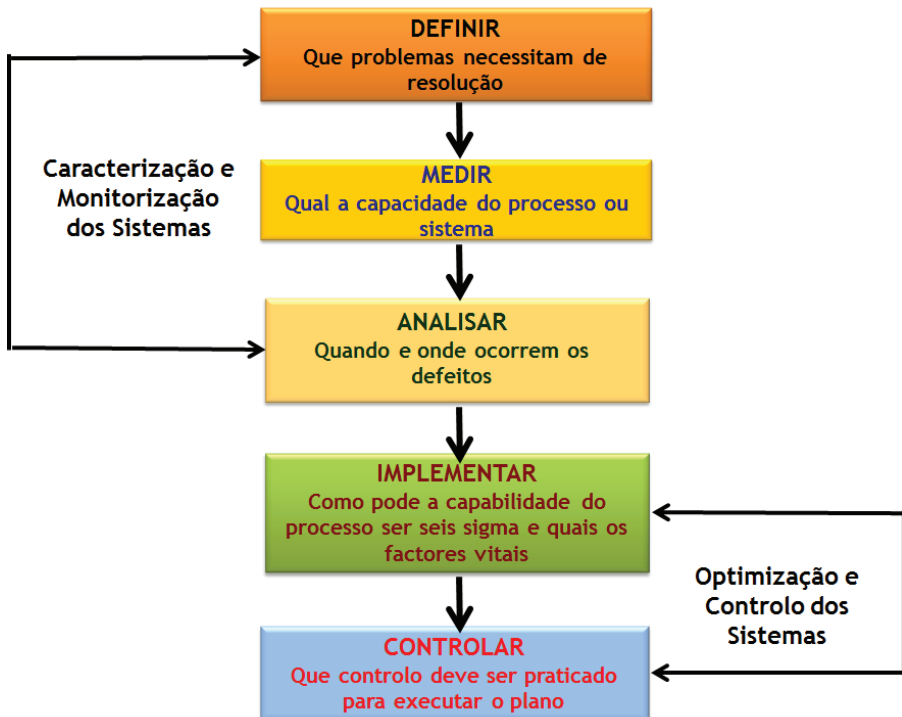 DEFINIR
Que problemas necessitam de
resolução
Caracterização e
Monitorização
dos Sistemas
MEDIR
Qual a capacidade do processo ou
sistema
ANALISAR
Quando e onde ocorrem os
defeitos
IMPLEMENTAR
Como pode a capabilidade do
processo ser seis sigma e quais os
factores vitais
Optimização e
Controlo dos
Sistemas
CONTROLAR
Que controlo deve ser praticado
para executar o plano